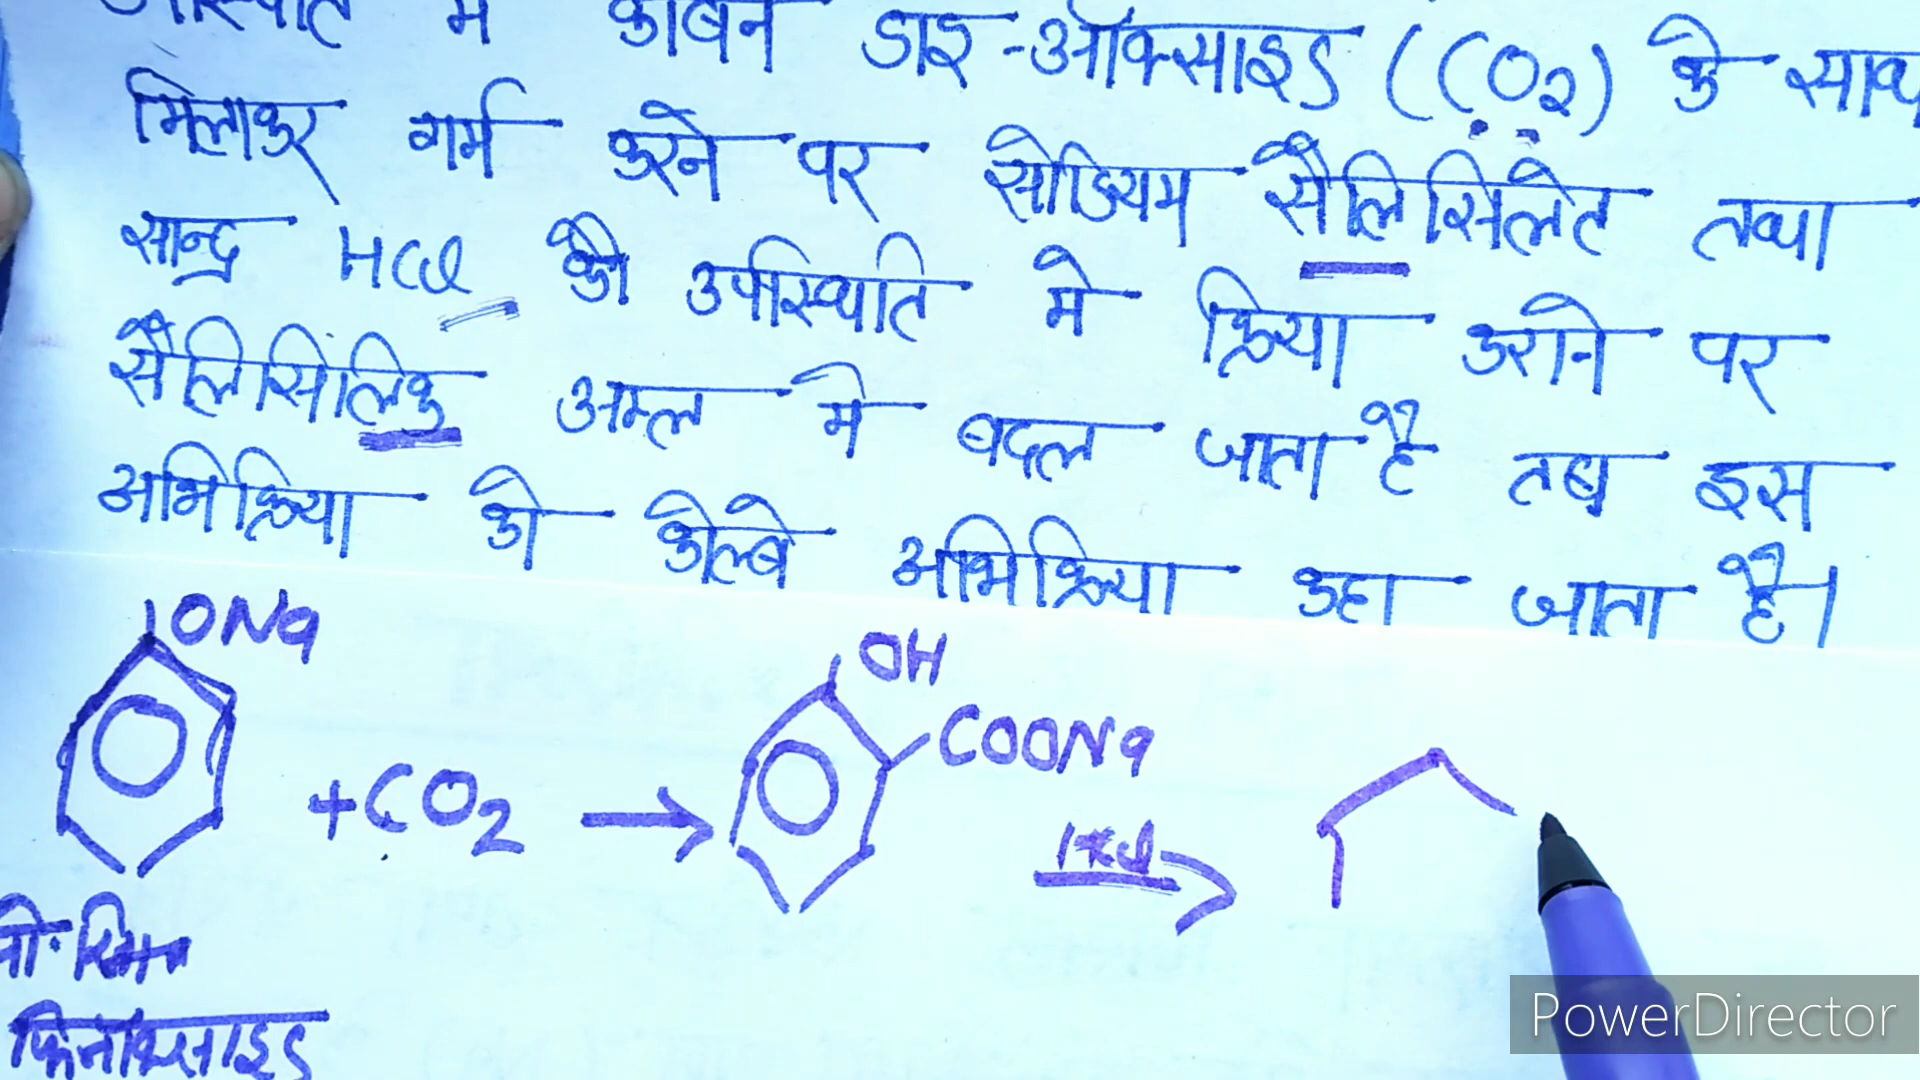 में कार्बन डाइ-ऑक्साइड (CO2) के साथ
मिलाकर गर्म करने पर सोडियम सैलिसिलेट तथा
सान्द्र HCl की उपस्थिति मे क्रिया कराने पर
सैलिसिंलिक अम्ल मे बदल जाता है तब इस
अभिक्रिया को कोल्बे अभिक्रिया कहा जाता है।
ONa
+CO2 →
OH
COONa
HCl →
फिनाक्साइड
PowerDirector